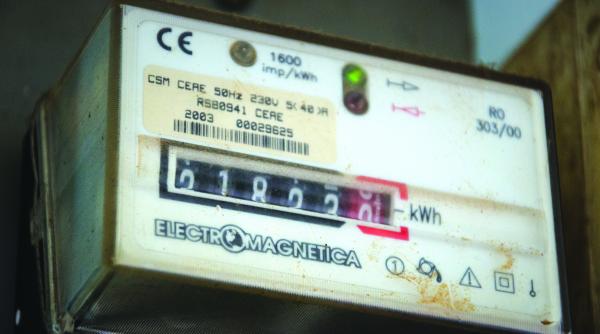 CE
1600
imp/kWh
CSM CERE 50Hz 230V 5(40)A
RSB0941 CERE
2003 00029625
RO
303/00
kWh
ELECTROMAGNETICA
1